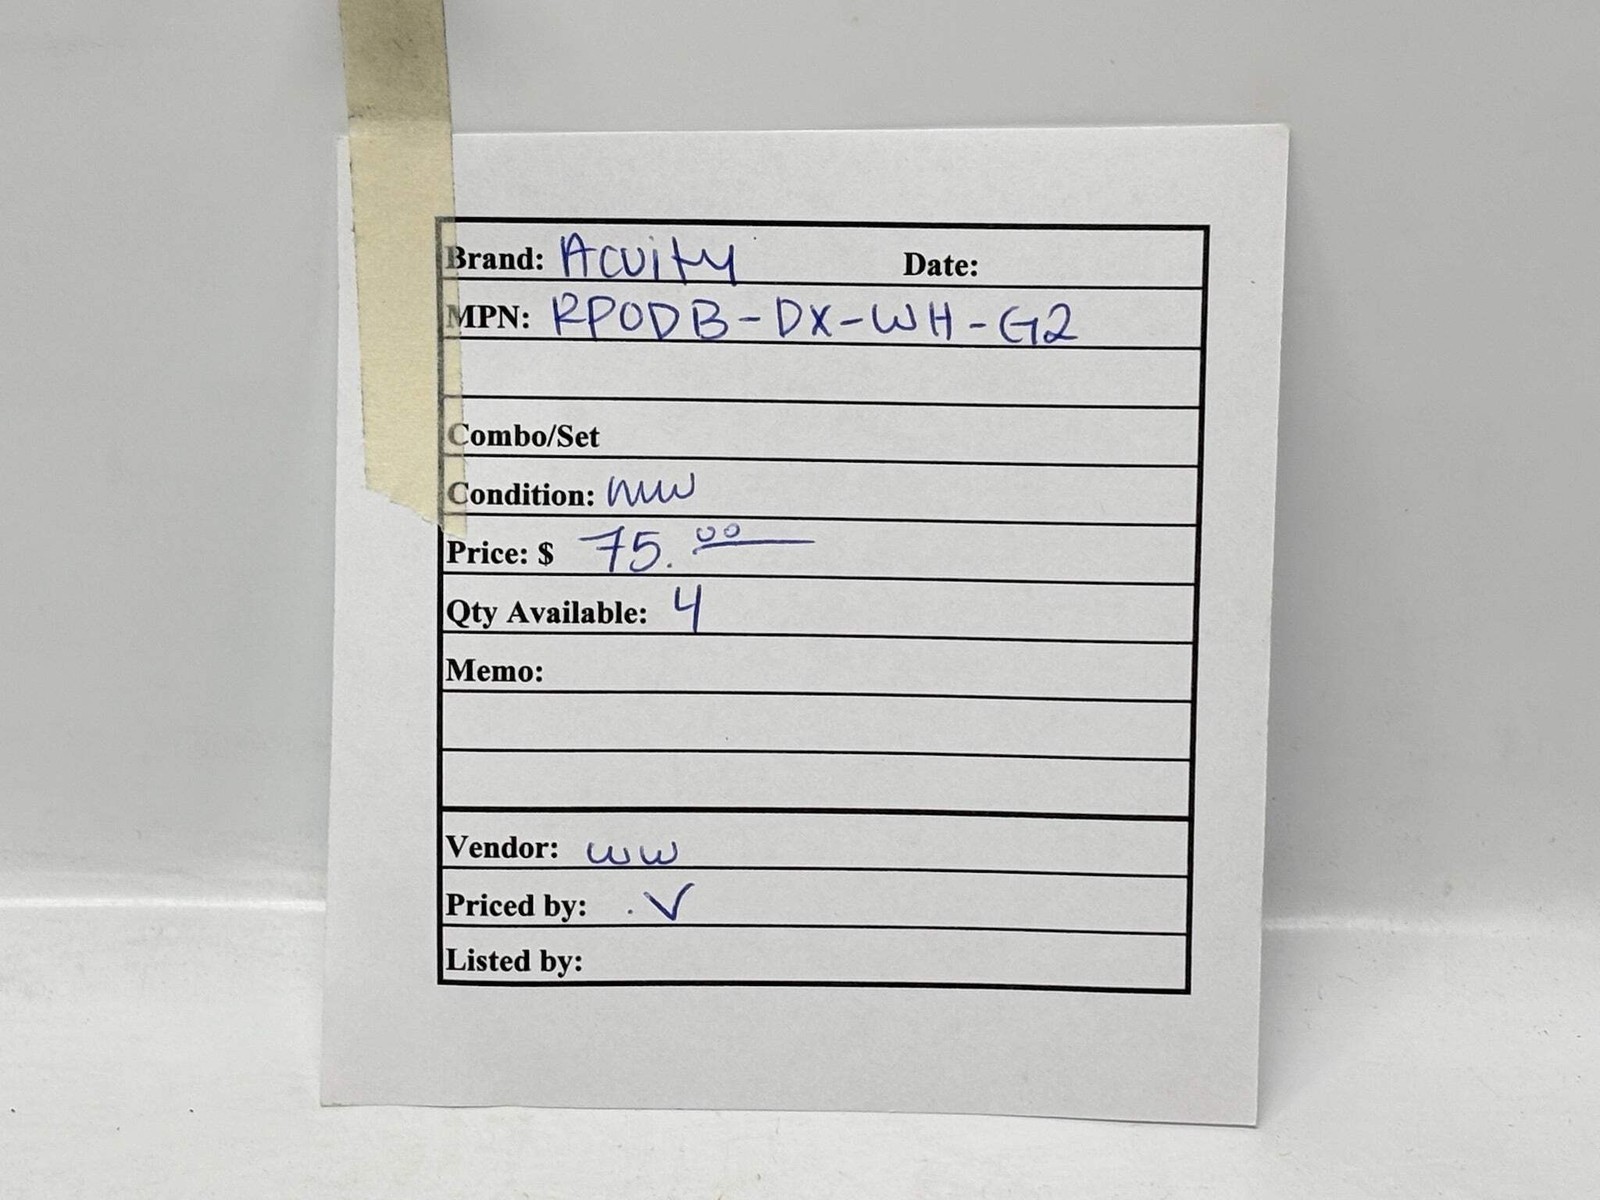 Brand: Acuity Date:
MPN: RPODB-DX-WH-G2
Combo/Set
Condition:
Price: $ 75.00
Qty Available: 4
Memo:
Vendor: WW
Priced by: . V
Listed by: